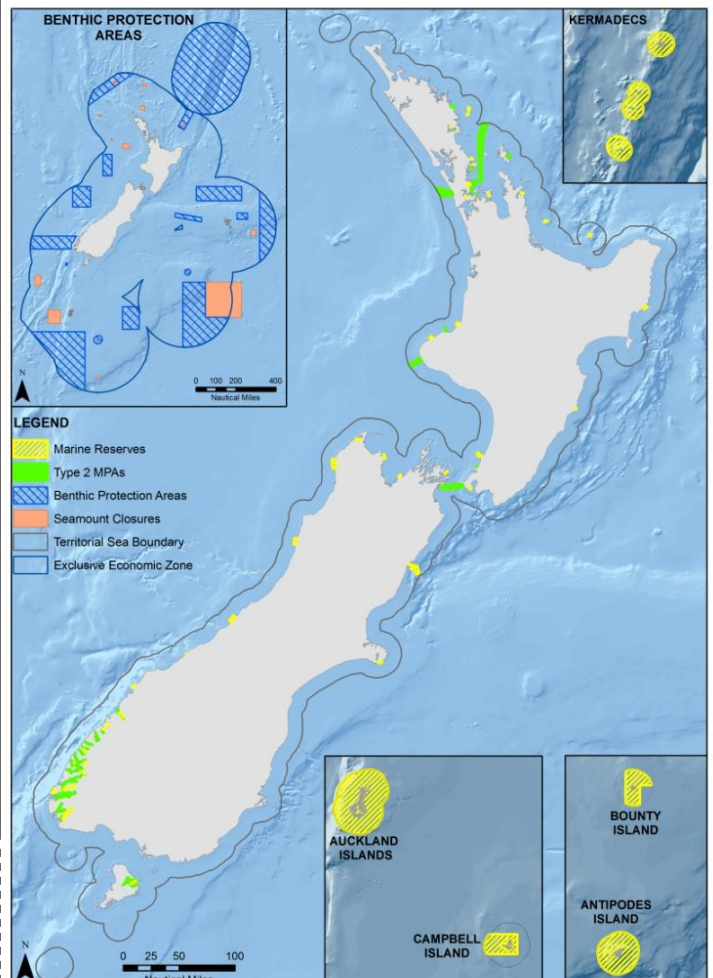 BENTHIC PROTECTION
AREAS
KERMADECS
N
0 100 200 400
Nautical Miles
LEGEND
Marine Reserves
Type 2 MPAs
Benthic Protection Areas
Seamount Closures
Territorial Sea Boundary
Exclusive Economic Zone
AUCKLAND
ISLANDS
CAMPBELL
ISLAND
BOUNTY
ISLAND
ANTIPODES
ISLAND
N
0 25 50 100
Nautical Miles